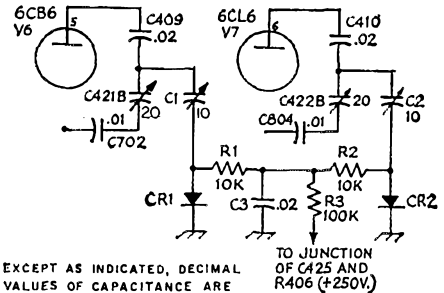 6CB6
V6
5
C409
.02
6CL6
V7
6
C410
.02
C421B
20
C1
10
.01
C702
C422B
20
C2
10
.01
C804
R1
10K
R2
10K
CR1
C3
.02
R3
100K
CR2
EXCEPT AS INDICATED, DECIMAL
VALUES OF CAPACITANCE ARE
TO JUNCTION
OF C425 AND
R406 (+250V.)